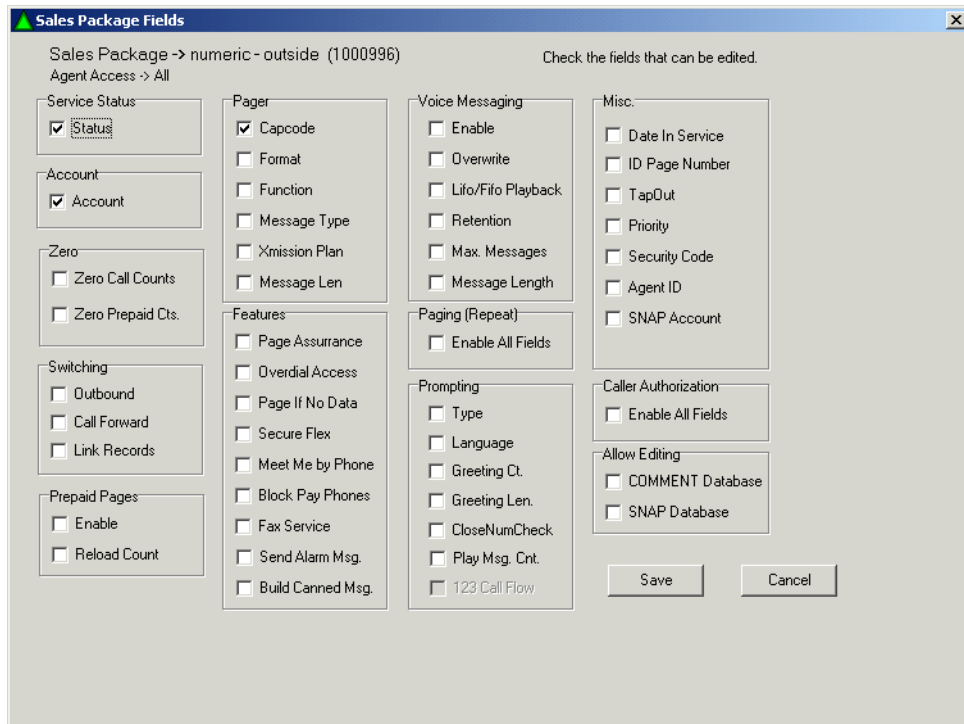 Sales Package Fields
Sales Package -> numeric - outside (1000996)
Agent Access -> All
Check the fields that can be edited.
Service Status
Status
Account
Account
Zero
Zero Call Counts
Zero Prepaid Cts.
Switching
Outbound
Call Forward
Link Records
Prepaid Pages
Enable
Reload Count
Pager
Capcode
Format
Function
Message Type
Xmission Plan
Message Len
Features
Page Assurrance
Overdial Access
Page If No Data
Secure Flex
Meet Me by Phone
Block Pay Phones
Fax Service
Send Alarm Msg.
Build Canned Msg.
Voice Messaging
Enable
Overwrite
Lifo/Fifo Playback
Retention
Max. Messages
Message Length
Paging (Repeat)
Enable All Fields
Prompting
Type
Language
Greeting Ct.
Greeting Len.
CloseNumCheck
Play Msg. Cnt.
123 Call Flow
Misc.
Date In Service
ID Page Number
TapOut
Priority
Security Code
Agent ID
SNAP Account
Caller Authorization
Enable All Fields
Allow Editing
COMMENT Database
SNAP Database
Save
Cancel